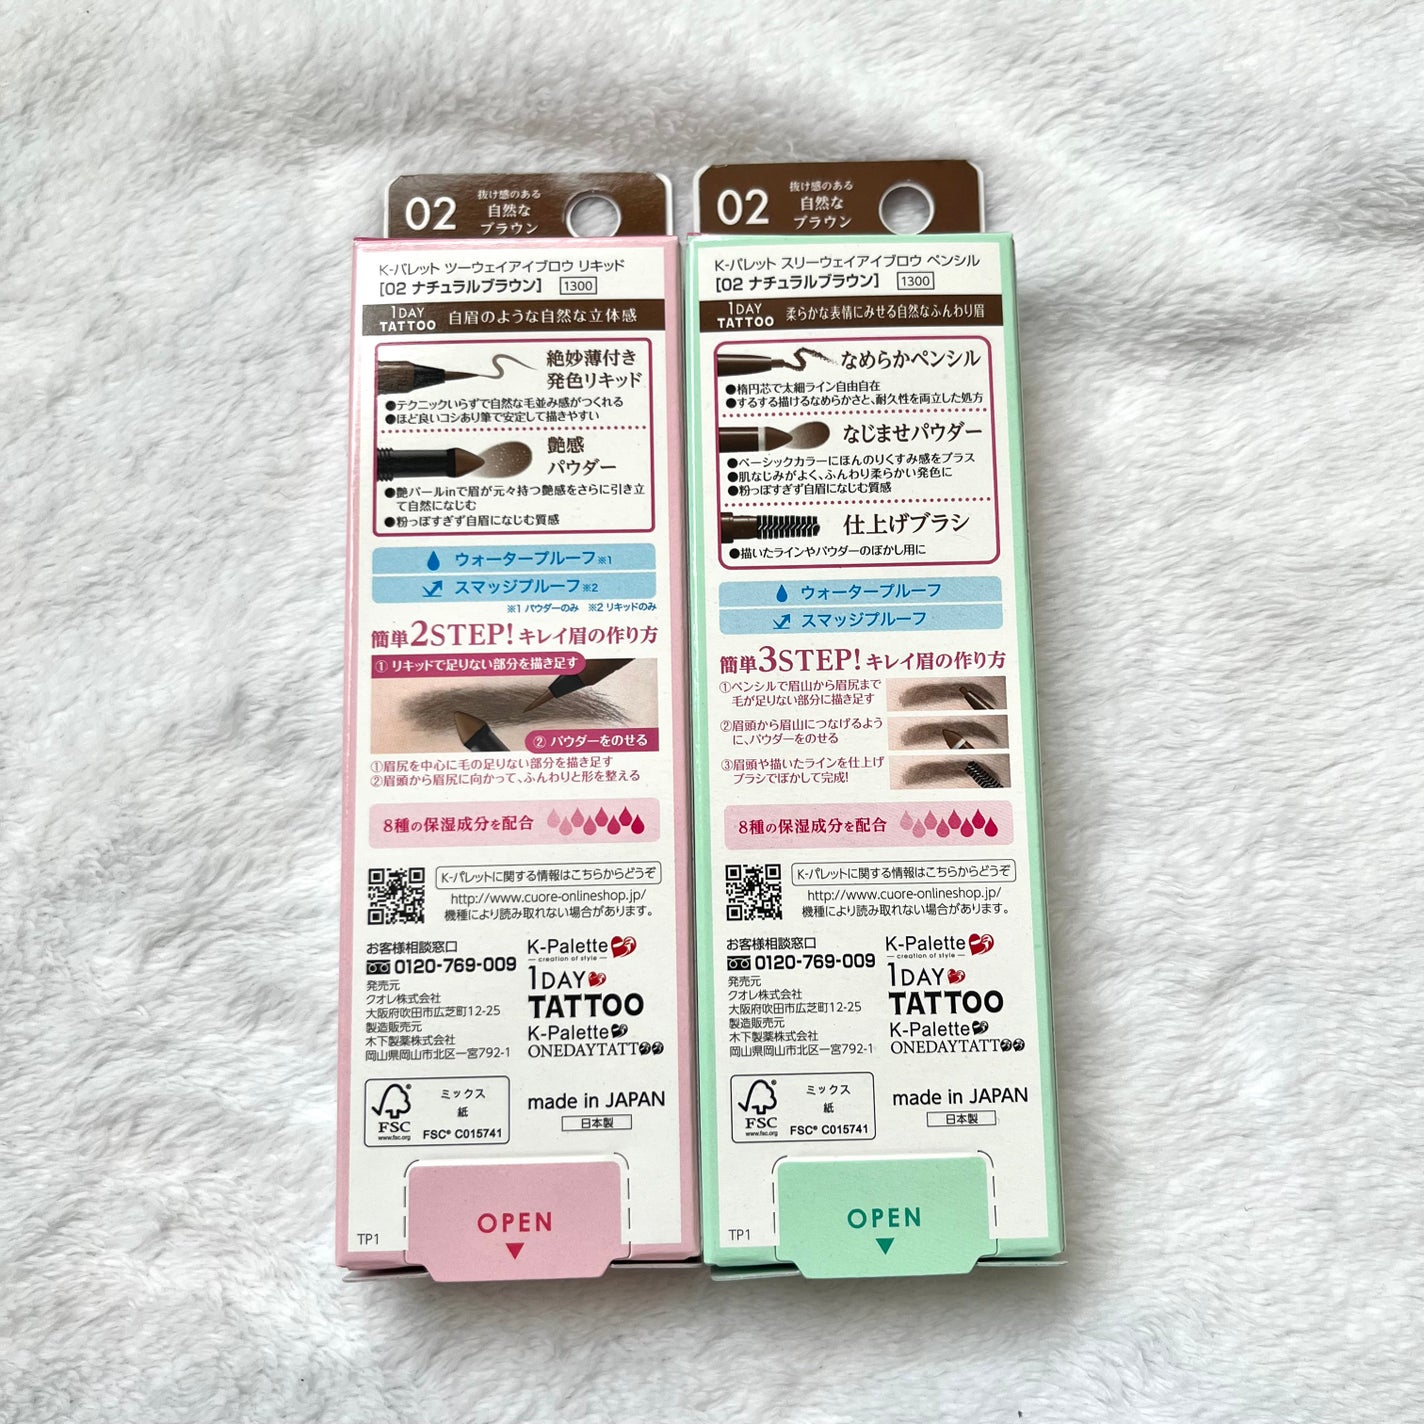 02
抜け感のある
自然な
ブラウン
K-パレット ツーウェイアイブロウ リキッド
[02 ナチュラルブラウン] 1300
1DAY
TATTOO 自眉のような自然な立体感
絶妙薄付き
発色リキッド
●テクニックいらずで自然な毛並み感がつくれる
●ほど良いコシあり筆で安定して描きやすい
艶感
パウダー
●艶パールinで眉が元々持つ艶感をさらに引き立
て自然になじむ
●粉っぽすぎず自眉になじむ質感
ウォータープルーフ※1
スマッジプルーフ※2
※1 パウダーのみ ※2 リキッドのみ
簡単2STEP!キレイ眉の作り方
① リキッドで足りない部分を描き足す
② パウダーをのせる
①眉尻を中心に毛の足りない部分を描き足す
②眉頭から眉尻に向かって、ふんわりと形を整える
8種の保湿成分を配合
K-パレットに関する情報はこちらからどうぞ
http://www.cuore-onlineshop.jp/
機種により読み取れない場合があります。
お客様相談窓口
0120-769-009
発売元
クオレ株式会社
大阪府吹田市広芝町12-25
製造販売元
木下製薬株式会社
岡山県岡山市北区一宮792-1
K-Palette
creation of style
1DAY
TATTOO
K-Palette
ONEDAYTATTOO
FSC
www.fsc.org
ミックス
紙
FSC® C015741
made in JAPAN
日本製
OPEN
TP1
02
抜け感のある
自然な
ブラウン
K-パレット スリーウェイアイブロウ ペンシル
[02 ナチュラルブラウン] 1300
1DAY
TATTOO 柔らかな表情にみせる自然なふんわり眉
なめらかペンシル
●楕円芯で太細ライン自由自在
●するする描けるなめらかさと、耐久性を両立した処方
なじませパウダー
●ベーシックカラーにほんのりくすみ感をプラス
●肌なじみがよく、ふんわり柔らかい発色に
●粉っぽすぎず自眉になじむ質感
仕上げブラシ
●描いたラインやパウダーのぼかし用に
ウォータープルーフ
スマッジプルーフ
簡単3STEP!キレイ眉の作り方
①ペンシルで眉山から眉尻まで
毛が足りない部分に描き足す
②眉頭から眉山につなげるよう
に、パウダーをのせる
③眉頭や描いたラインを仕上げ
ブラシでぼかして完成!
8種の保湿成分を配合
K-パレットに関する情報はこちらからどうぞ
http://www.cuore-onlineshop.jp/
機種により読み取れない場合があります。
お客様相談窓口
0120-769-009
発売元
クオレ株式会社
大阪府吹田市広芝町12-25
製造販売元
木下製薬株式会社
岡山県岡山市北区一宮792-1
K-Palette
creation of style
1DAY
TATTOO
K-Palette
ONEDAYTATTOO
FSC
www.fsc.org
ミックス
紙
FSC® C015741
made in JAPAN
日本製
OPEN
TP1